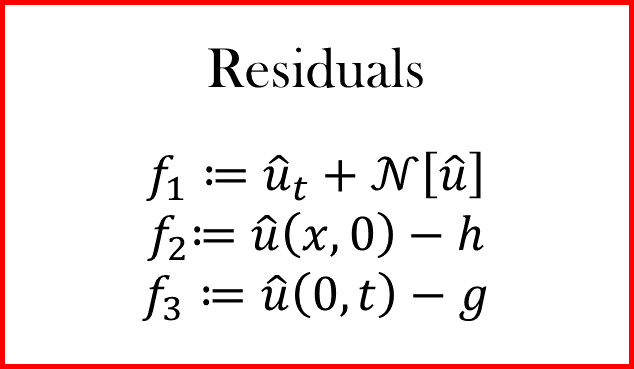 Residuals
𝑓₁ ≔ û_t + 𝒩[û]
𝑓₂≔ û(x, 0) − h
𝑓₃ ≔ û(0, t) − g